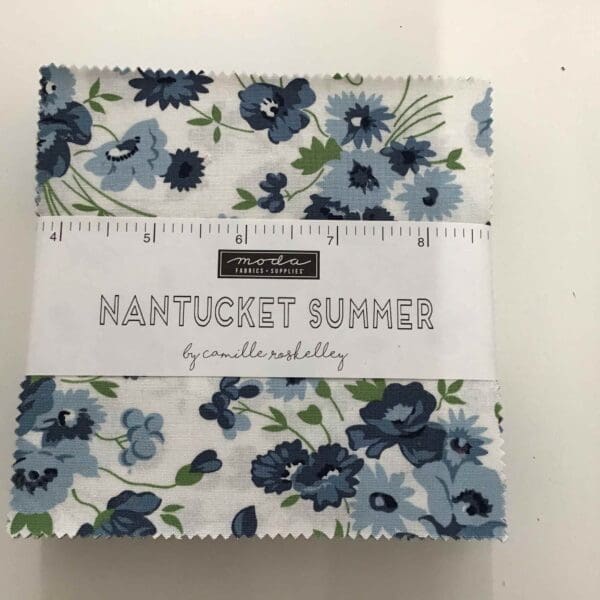 4 5 6 7 8
moda
FABRICS + SUPPLIES
NANTUCKET SUMMER
by camille roskelley